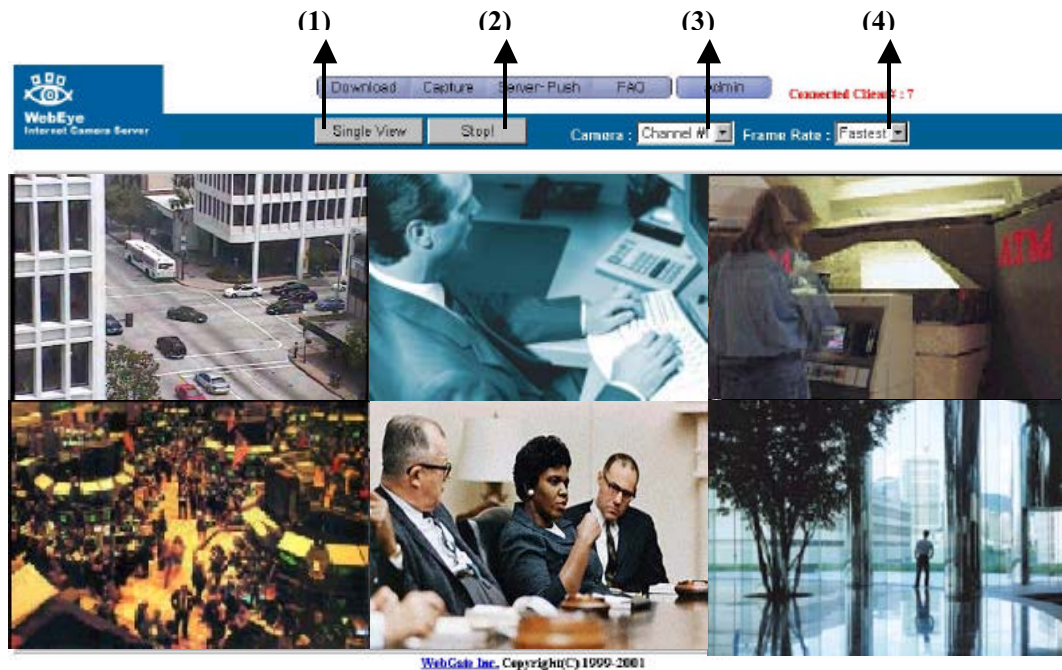 (1) (2) (3) (4)
Download Capture Server-Push FAQ Admin Connected Client# : 7
WebEye
Internet Camera Server
Single View Stop! Camera : Channel #1 Frame Rate : Fastest
ATM
WebGate Inc. Copyright(C) 1999-2001